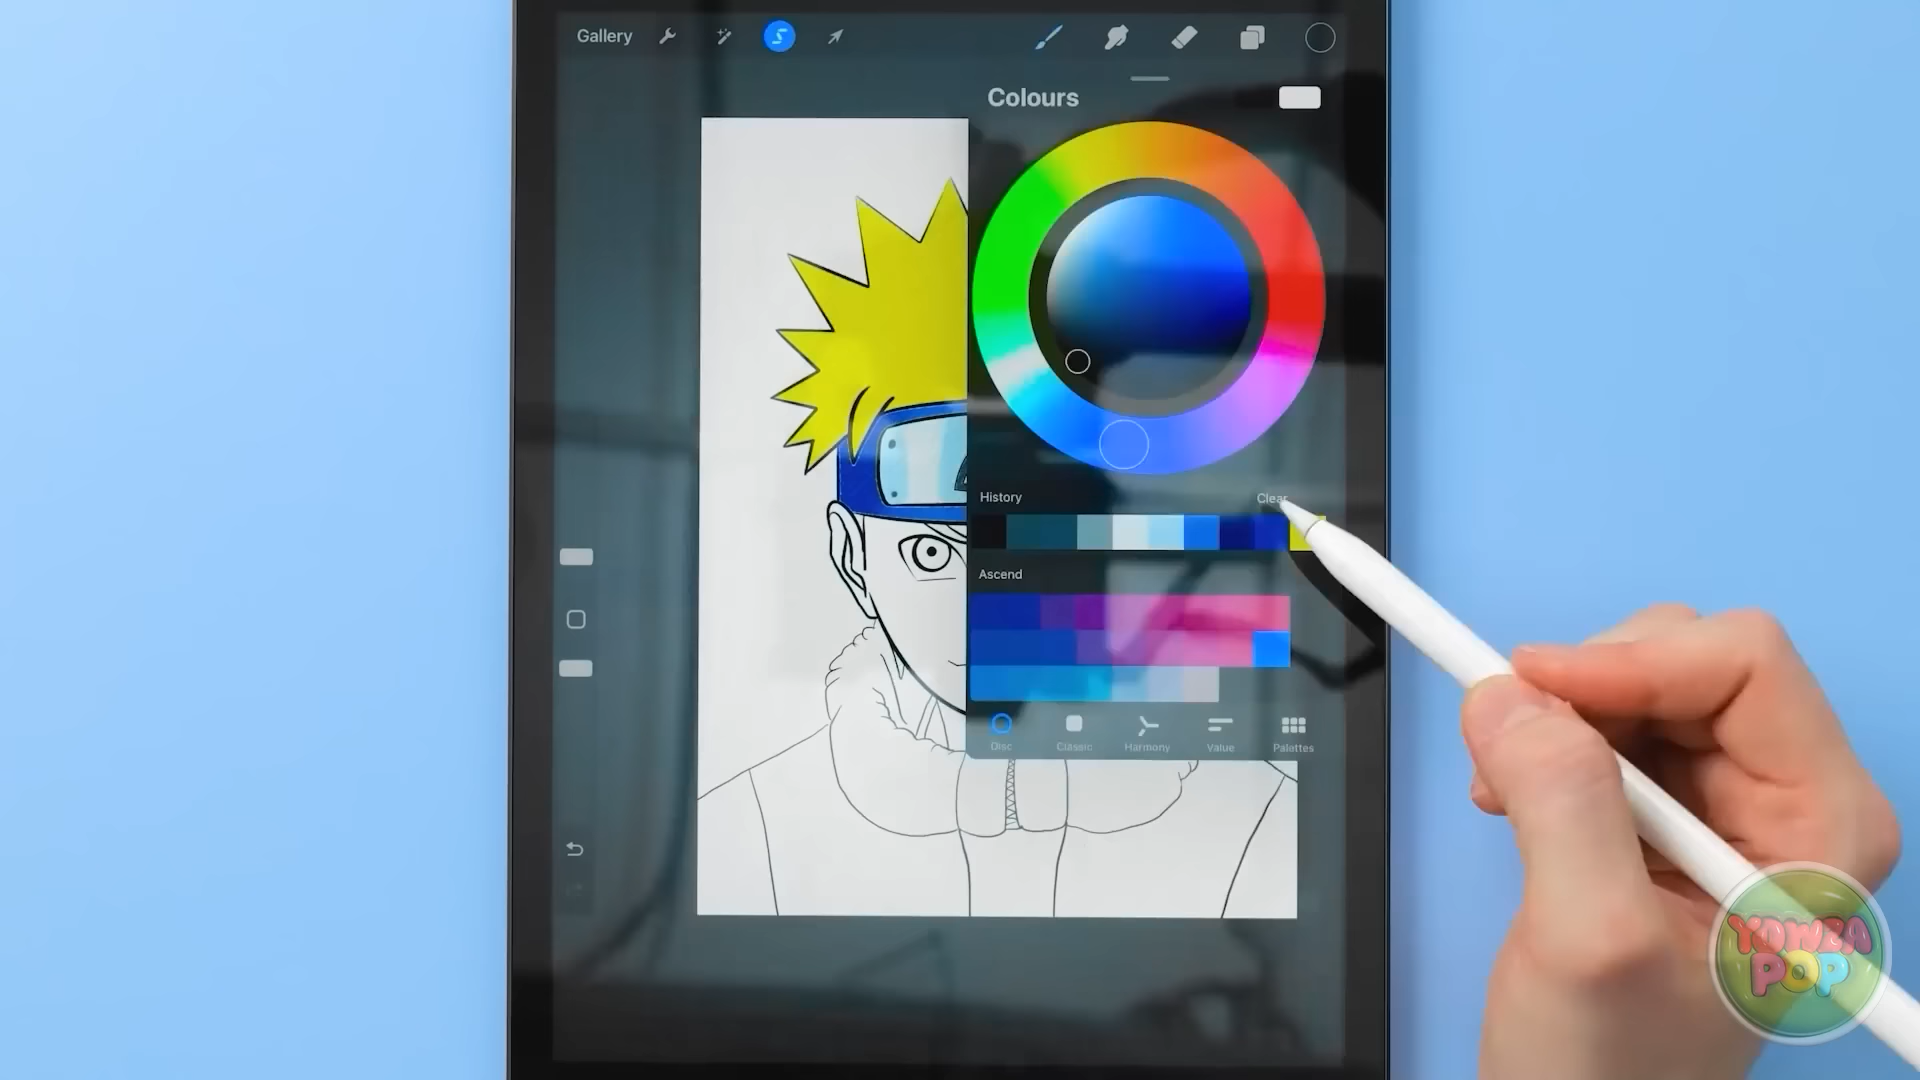 Gallery
Colours
History
Clear
Ascend
Disc
Classic
Harmony
Value
Palettes
YOWZA
POP